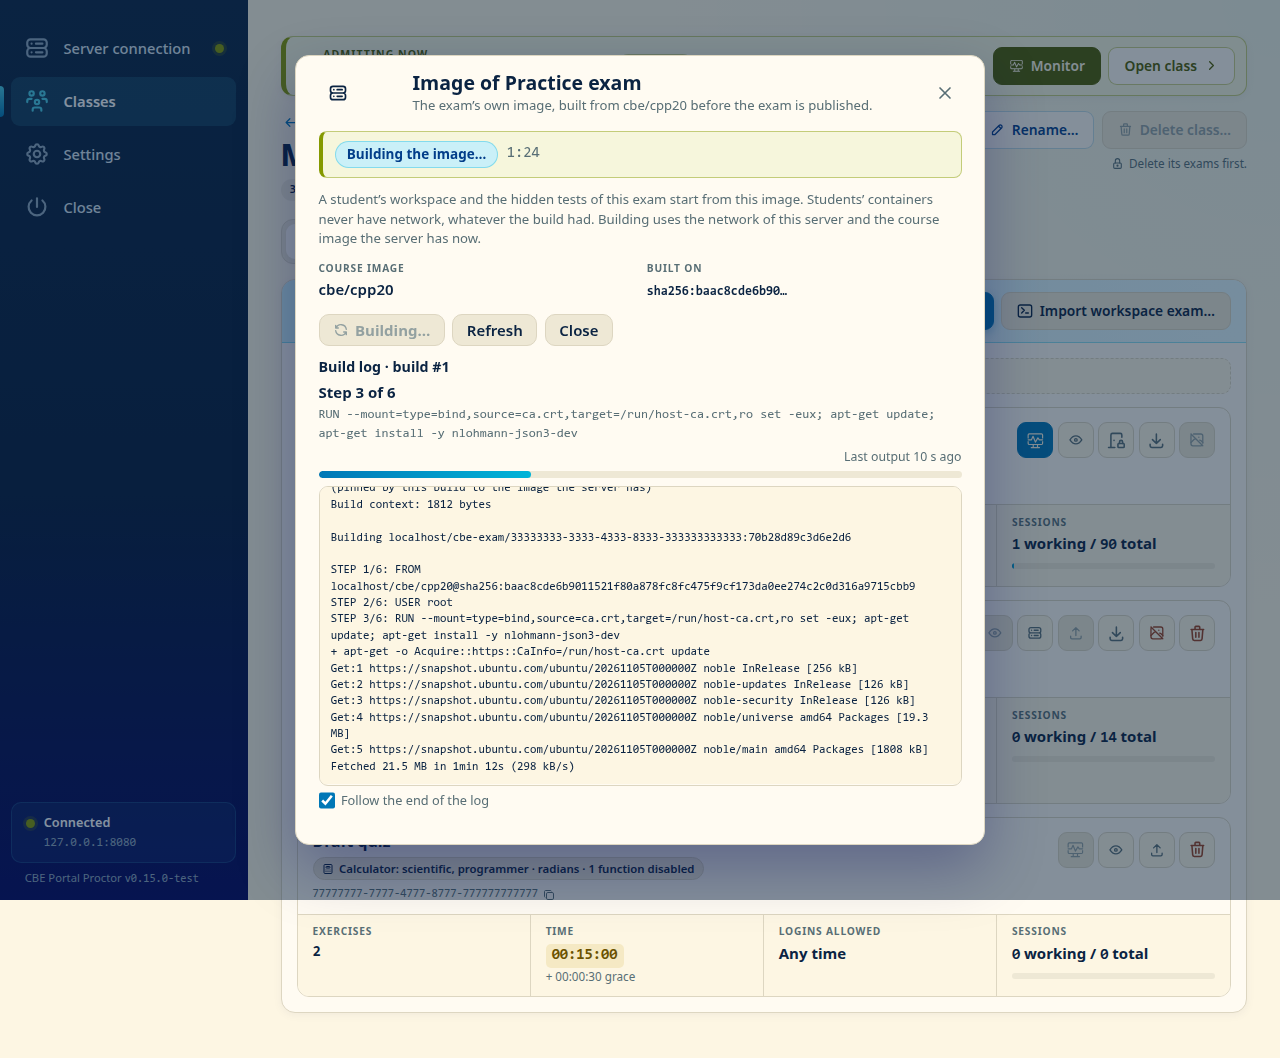 Server connection
Classes
Settings
Close
Connected
127.0.0.1:8080
CBE Portal Proctor v0.15.0-test
ADMITTING NOW
Monitor
Open class
Rename...
Delete class...
Delete its exams first.
Import workspace exam...
Image of Practice exam
The exam's own image, built from cbe/cpp20 before the exam is published.
Building the image... 1:24
A student's workspace and the hidden tests of this exam start from this image. Students' containers
never have network, whatever the build had. Building uses the network of this server and the course
image the server has now.
COURSE IMAGE
cbe/cpp20
BUILT ON
sha256:baac8cde6b90…
Building...
Refresh
Close
Build log · build #1
Step 3 of 6
RUN --mount=type=bind,source=ca.crt,target=/run/host-ca.crt,ro set -eux; apt-get update;
apt-get install -y nlohmann-json3-dev
Last output 10 s ago
(pinned by this build to the image the server has)
Build context: 1812 bytes
Building localhost/cbe-exam/33333333-3333-4333-8333-333333333333:70b28d89c3d6e2d6
STEP 1/6: FROM
localhost/cbe/cpp20@sha256:baac8cde6b9011521f80a878fc8fc475f9cf173da0ee274c2c0d316a9715cbb9
STEP 2/6: USER root
STEP 3/6: RUN --mount=type=bind,source=ca.crt,target=/run/host-ca.crt,ro set -eux; apt-get
update; apt-get install -y nlohmann-json3-dev
+ apt-get -o Acquire::https::CaInfo=/run/host-ca.crt update
Get:1 https://snapshot.ubuntu.com/ubuntu/20261105T000000Z noble InRelease [256 kB]
Get:2 https://snapshot.ubuntu.com/ubuntu/20261105T000000Z noble-updates InRelease [126 kB]
Get:3 https://snapshot.ubuntu.com/ubuntu/20261105T000000Z noble-security InRelease [126 kB]
Get:4 https://snapshot.ubuntu.com/ubuntu/20261105T000000Z noble/universe amd64 Packages [19.3
MB]
Get:5 https://snapshot.ubuntu.com/ubuntu/20261105T000000Z noble/main amd64 Packages [1808 kB]
Fetched 21.5 MB in 1min 12s (298 kB/s)
Follow the end of the log
SESSIONS
1 working / 90 total
SESSIONS
0 working / 14 total
Draft quiz
Calculator: scientific, programmer · radians · 1 function disabled
77777777-7777-4777-8777-777777777777
EXERCISES
2
TIME
00:15:00
+ 00:00:30 grace
LOGINS ALLOWED
Any time
SESSIONS
0 working / 0 total